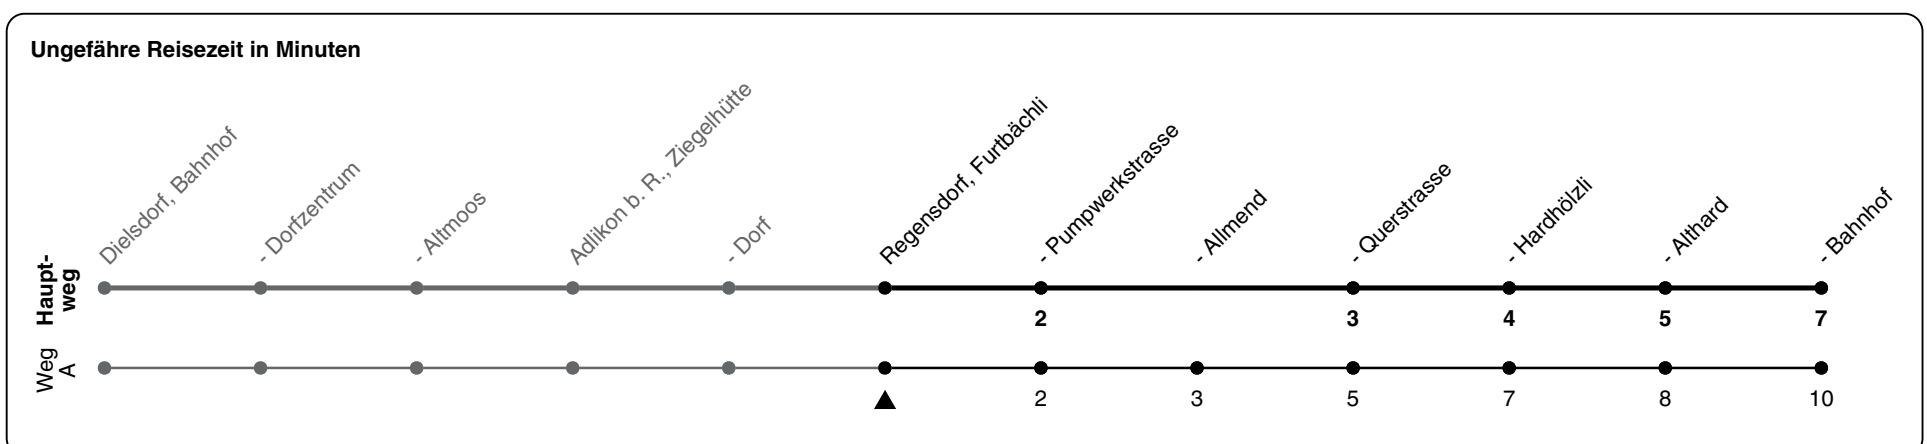 Ungefähre Reisezeit in Minuten
Dielsdorf, Bahnhof
- Dorfzentrum
- Altmoos
Adlikon b. R., Ziegelhütte
- Dorf
Regensdorf, Furtbächli
- Pumpwerkstrasse
- Allmend
- Querstrasse
- Hardhölzli
- Althard
- Bahnhof
Haupt-
weg
2 3 4 5 7
Weg
A
2 3 5 7 8 10